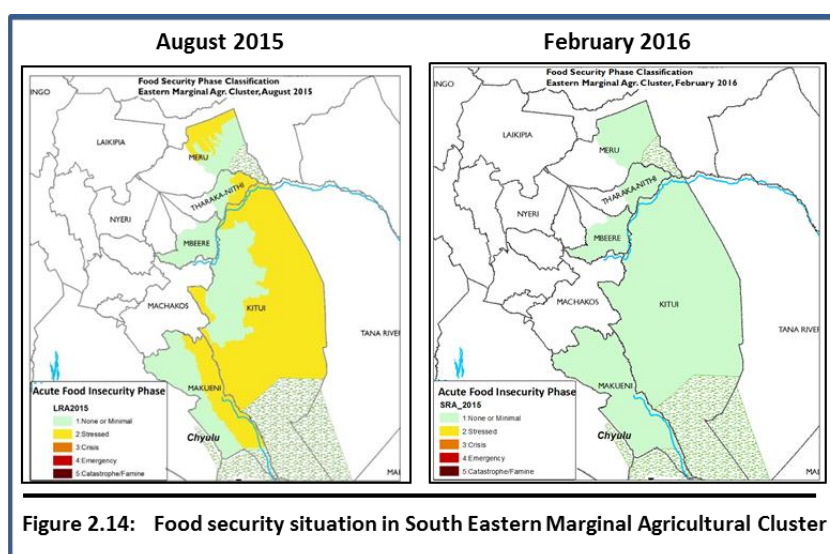 August 2015
February 2016
Food Security Phase Classification
Eastern Marginal Agr. Cluster, August 2015
INGO
LAIKIPIA
MERU
THARAKA-NITHI
NYERI
MBEERE
MACHAKOS
KITUI
TANA RIVER
MAKUENI
Chyulu
MAI
Acute Food Insecurity Phase
LRA2015
1:None or Minimal
2:Stressed
3:Crisis
4:Emergency
5:Catastrophe/Famine
Food Security Phase Classification
Eastern Marginal Agr. Cluster, February 2016
INGO
LAIKIPIA
MERU
THARAKA-NITHI
NYERI
MBEERE
MACHAKOS
KITUI
TANA RIVER
MAKUENI
Chyulu
MAI
Acute Food Insecurity Phase
SRA_2015
1:None or Minimal
2:Stressed
3:Crisis
4:Emergency
5:Catastrophe/Famine
Figure 2.14: Food security situation in South Eastern Marginal Agricultural Cluster